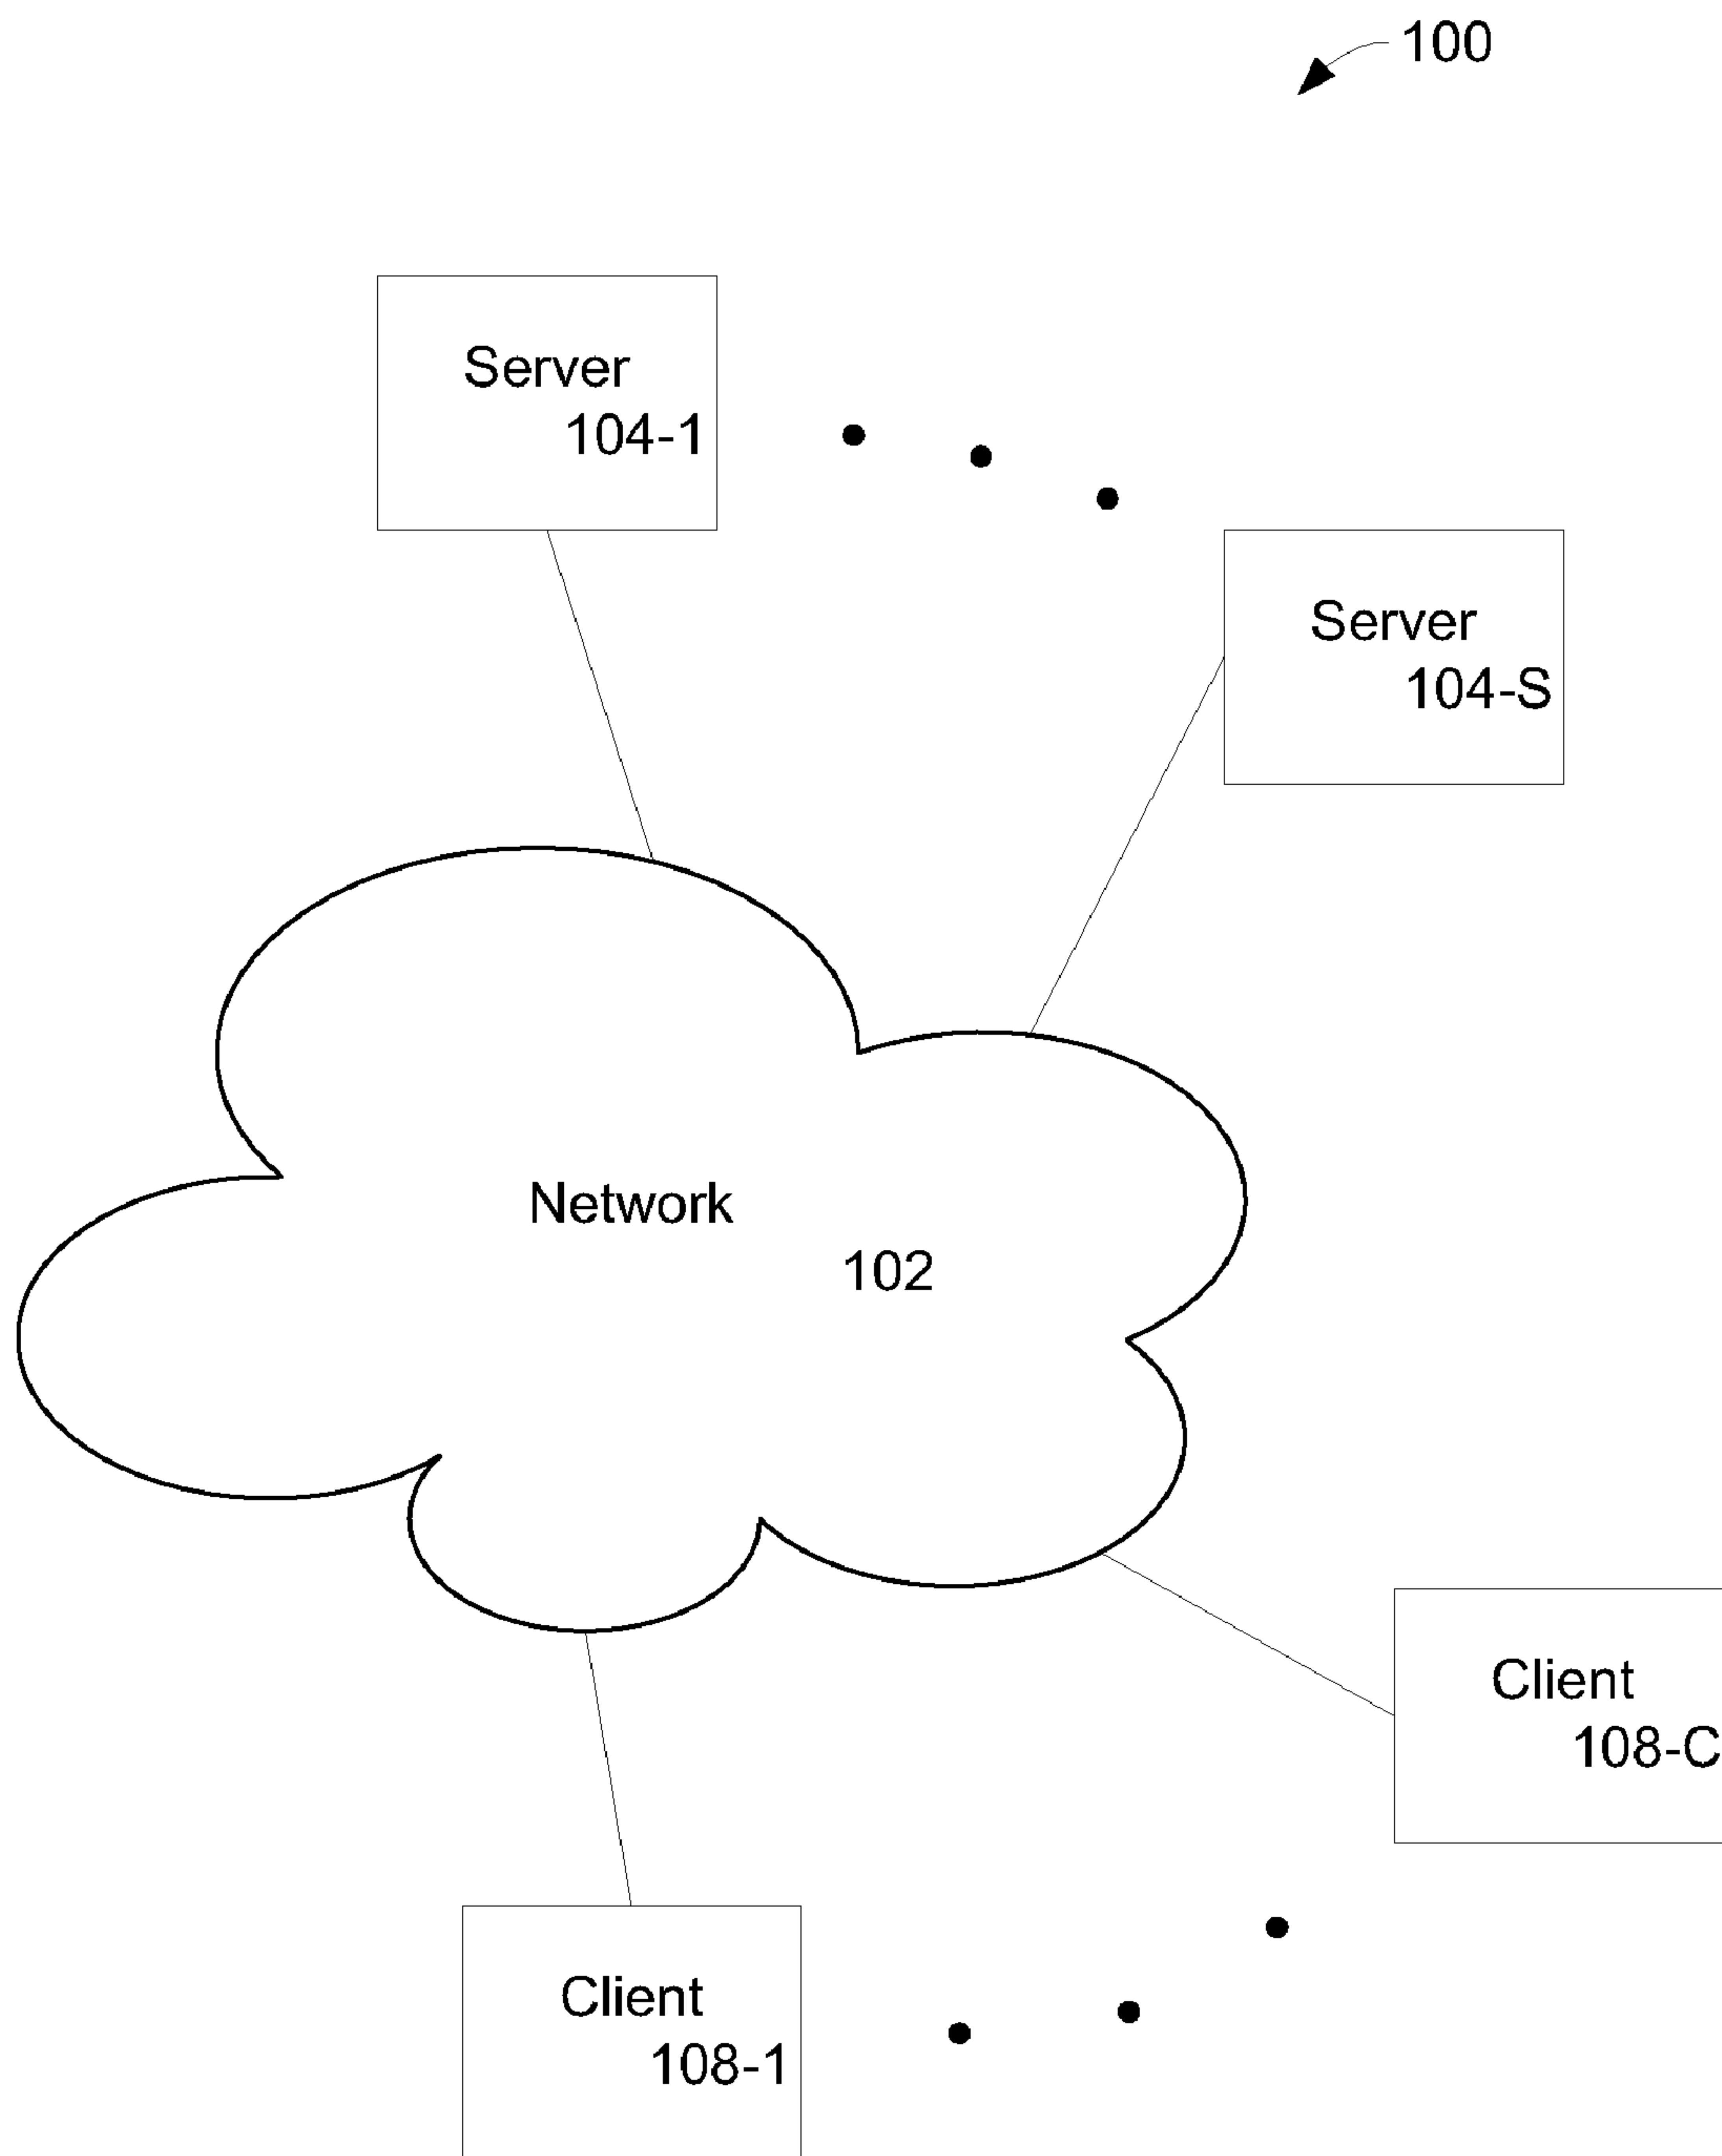 100
Server
104-1
Server
104-S
Network
102
Client
108-C
Client
108-1